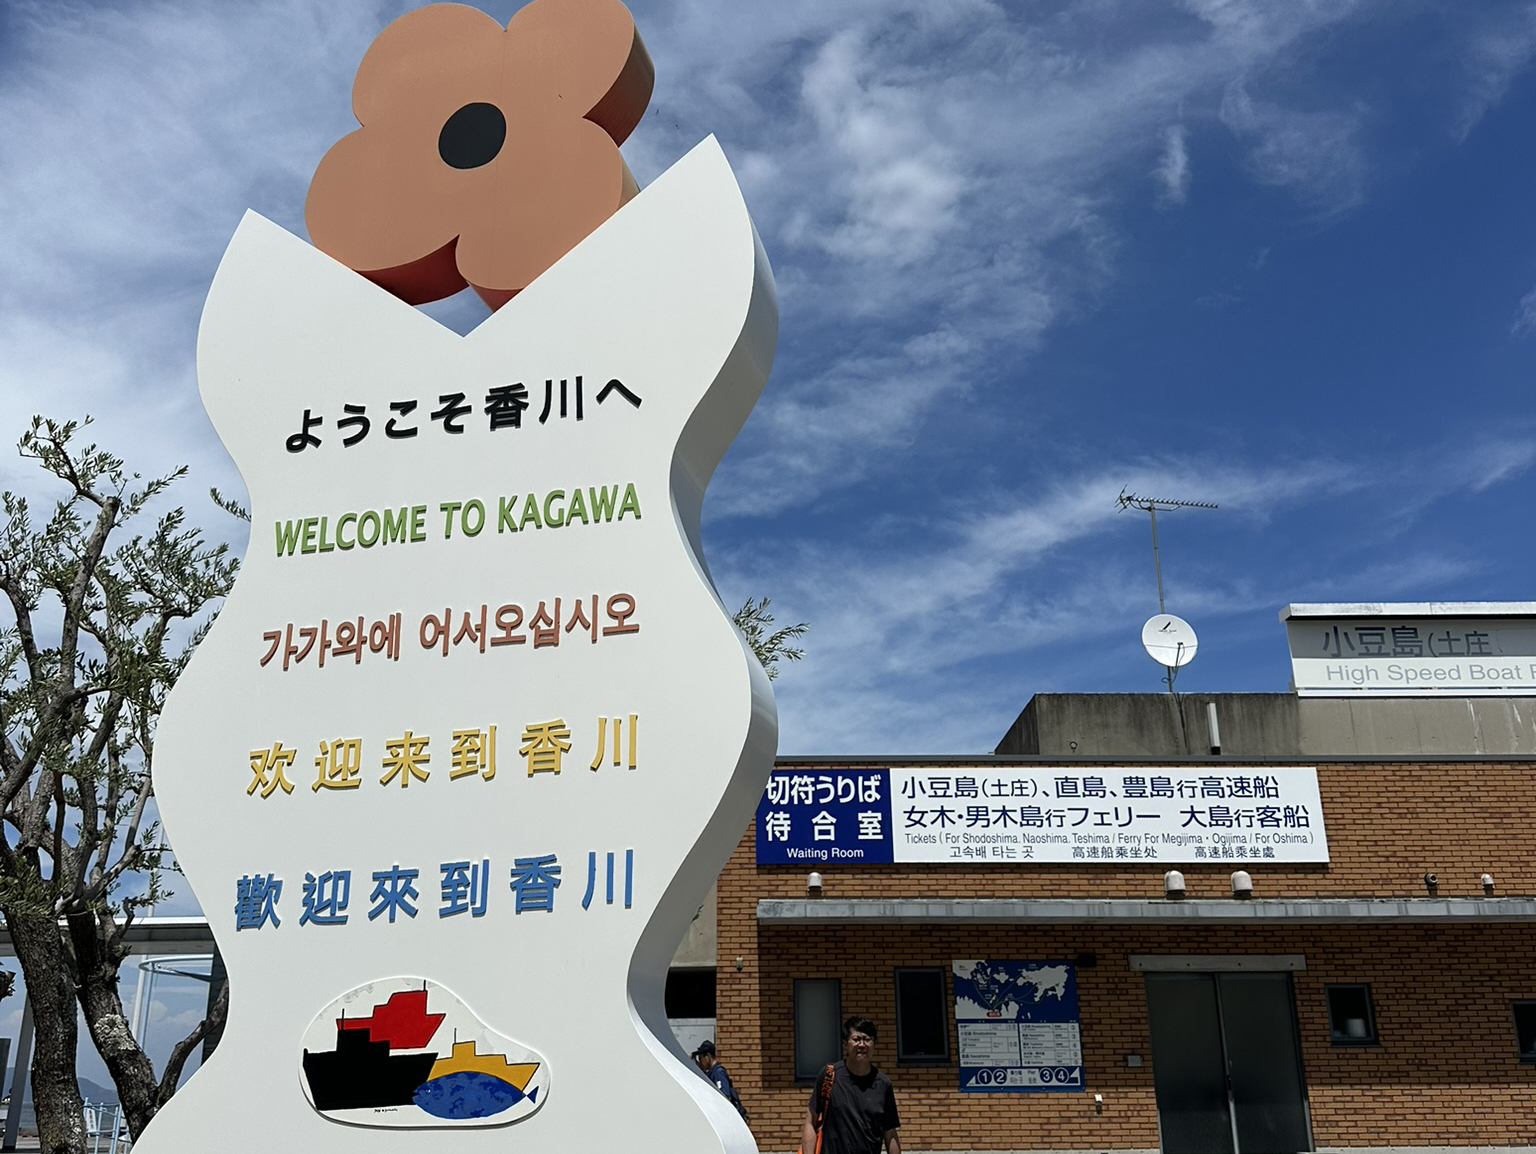 ようこそ香川へ
WELCOME TO KAGAWA
가가와에 어서오십시오
欢迎来到香川
歡迎來到香川
小豆島(土庄
High Speed Boat
切符うりば
待合室
Waiting Room
小豆島(土庄)、直島、豊島行高速船
女木・男木島行フェリー 大島行客船
Tickets ( For Shodoshima. Naoshima. Teshima / Ferry For Megijima・Ogijima / For Oshima )
고속배 타는 곳 高速船乘坐处 高速船乘坐處
①② ③④